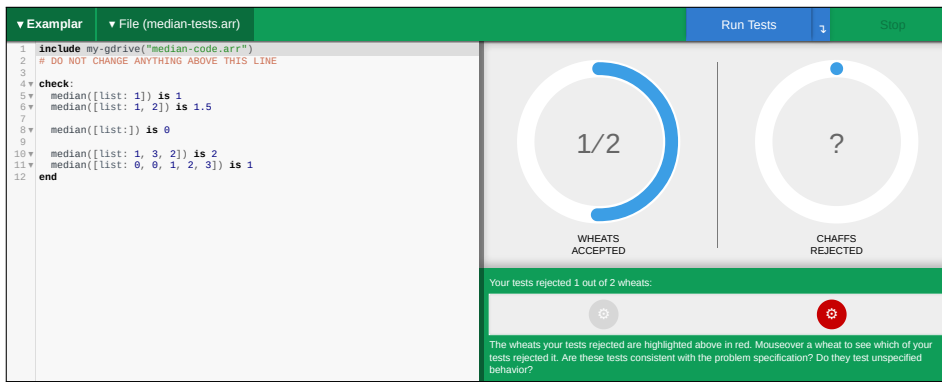 ▾ Examplar ▾ File (median-tests.arr) Run Tests ↴ Stop
1 include my-gdrive("median-code.arr")
2 # DO NOT CHANGE ANYTHING ABOVE THIS LINE
3
4 ▾ check:
5 ▾ median([list: 1]) is 1
6 ▾ median([list: 1, 2]) is 1.5
7
8 ▾ median([list:]) is 0
9
10 ▾ median([list: 1, 3, 2]) is 2
11 ▾ median([list: 0, 0, 1, 2, 3]) is 1
12 end
1/2
WHEATS
ACCEPTED
?
CHAFFS
REJECTED
Your tests rejected 1 out of 2 wheats:
The wheats your tests rejected are highlighted above in red. Mouseover a wheat to see which of your
tests rejected it. Are these tests consistent with the problem specification? Do they test unspecified
behavior?